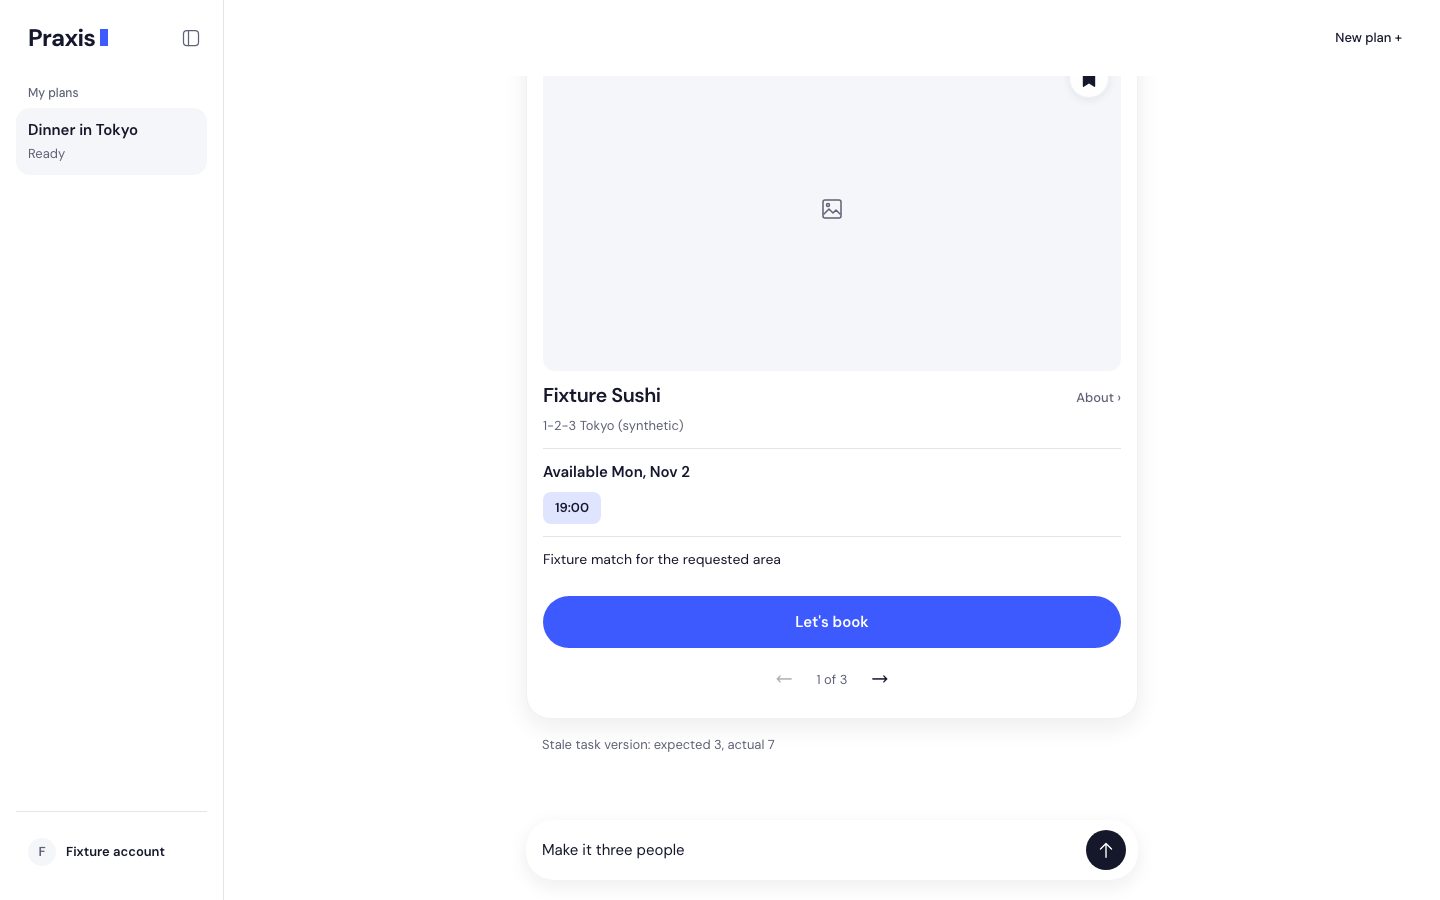 Praxis
New plan +
My plans
Dinner in Tokyo
Ready
Fixture Sushi
About ›
1-2-3 Tokyo (synthetic)
Available Mon, Nov 2
19:00
Fixture match for the requested area
Let's book
← 1 of 3 →
Stale task version: expected 3, actual 7
Make it three people
F Fixture account